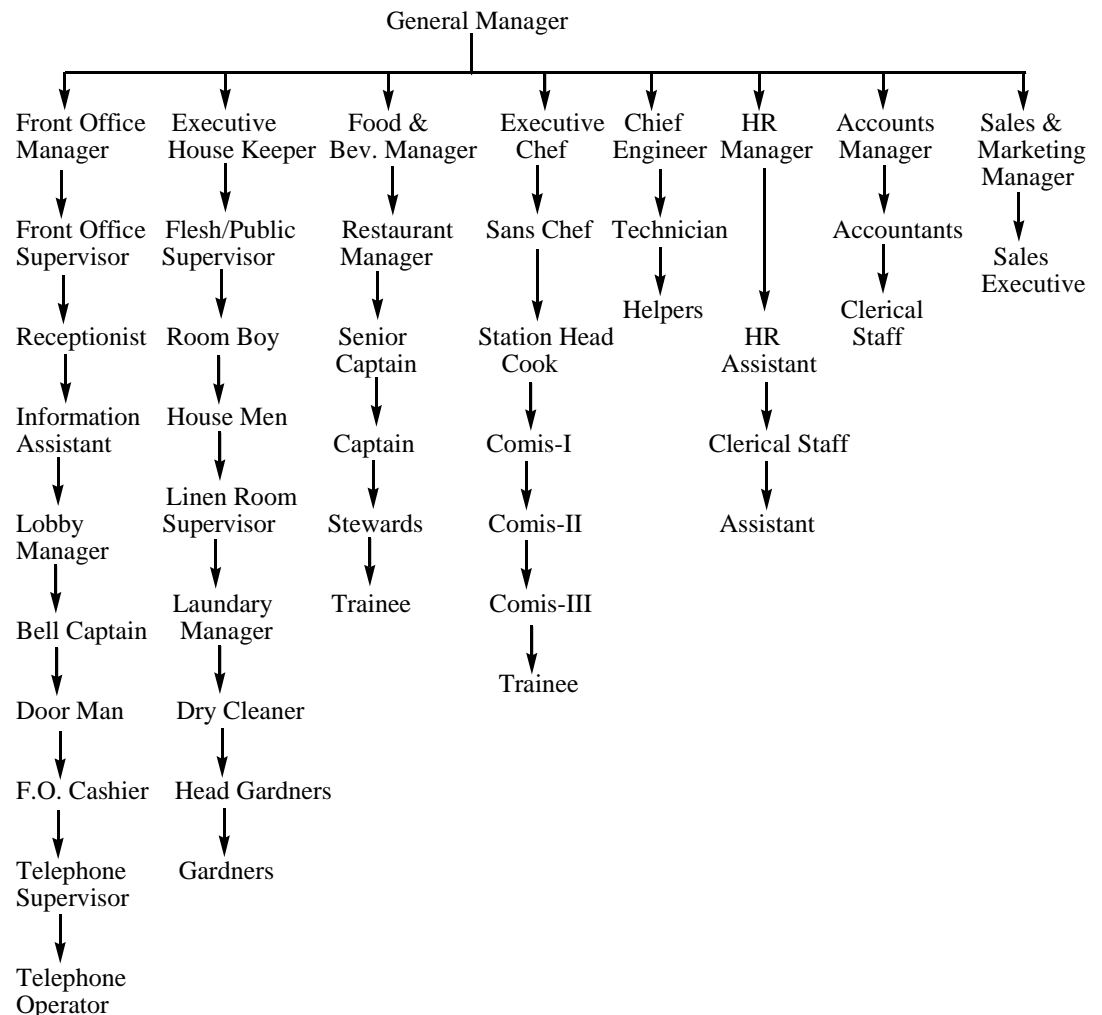 General Manager
Front Office
Manager
Executive
House Keeper
Food &
Bev. Manager
Executive
Chef
Chief
Engineer
HR
Manager
Accounts
Manager
Sales &
Marketing
Manager
Front Office
Supervisor
Flesh/Public
Supervisor
Restaurant
Manager
Sans Chef
Technician
Accountants
Sales
Executive
Receptionist
Room Boy
Senior
Captain
Station Head
Cook
Helpers
HR
Assistant
Clerical
Staff
Information
Assistant
House Men
Captain
Comis-I
Clerical Staff
Lobby
Manager
Linen Room
Supervisor
Stewards
Comis-II
Assistant
Bell Captain
Laundary
Manager
Trainee
Comis-III
Door Man
Dry Cleaner
Trainee
F.O. Cashier
Head Gardners
Telephone
Supervisor
Gardners
Telephone
Operator